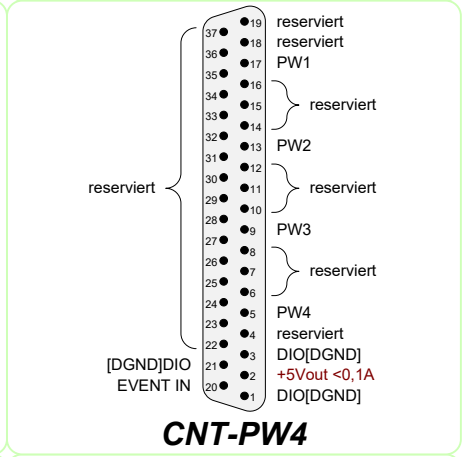 19 reserviert
37
18 reserviert
36
17 PW1
35
16
34
15 reserviert
33
14
32
13 PW2
31
12
30
reserviert
11 reserviert
29
10
28
9 PW3
27
8
26
7 reserviert
25
6
24
5 PW4
23
4 reserviert
22
3 DIO[DGND]
[DGND]DIO 21
2 +5Vout <0,1A
EVENT IN 20
1 DIO[DGND]
CNT-PW4